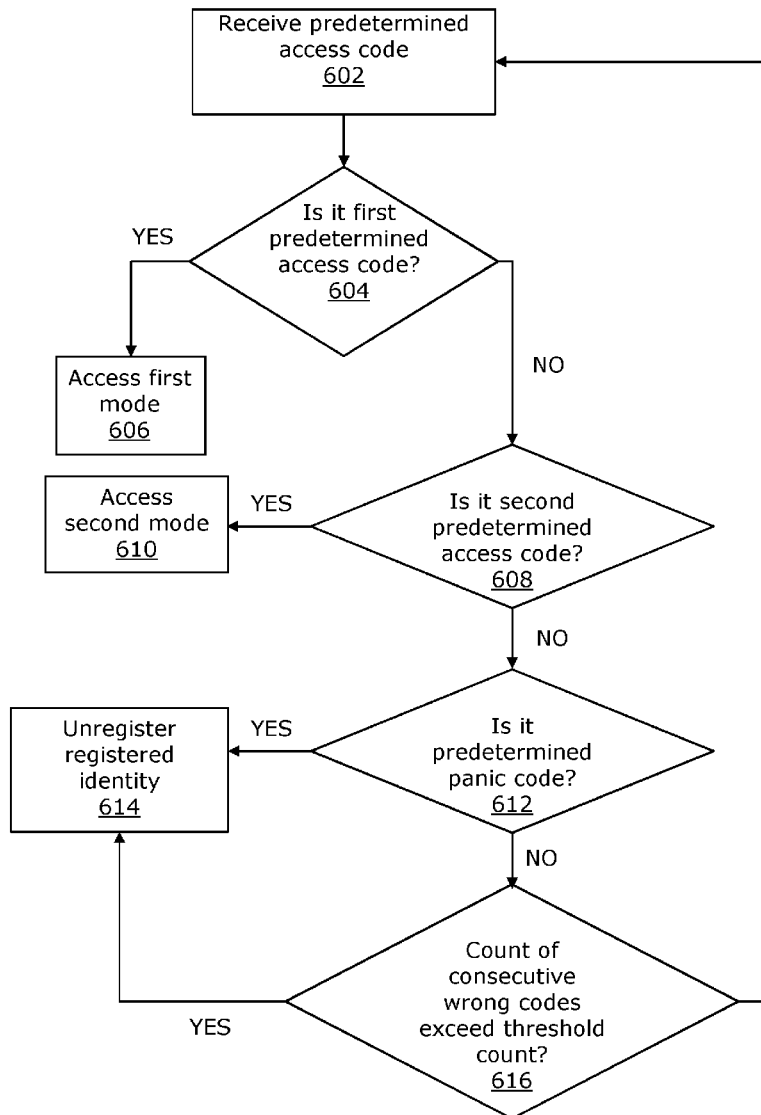 Receive predetermined
access code
602
Is it first
predetermined
access code?
604
YES
NO
Access first
mode
606
Access
second mode
610
YES
Is it second
predetermined
access code?
608
NO
Unregister
registered
identity
614
YES
Is it
predetermined
panic code?
612
NO
Count of
consecutive
wrong codes
exceed threshold
count?
616
YES